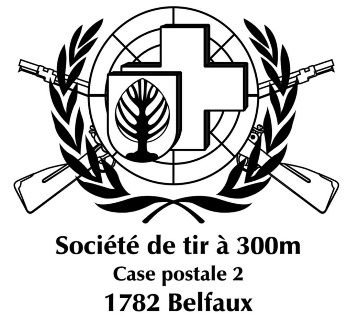 Société de tir à 300m
Case postale 2
1782 Belfaux